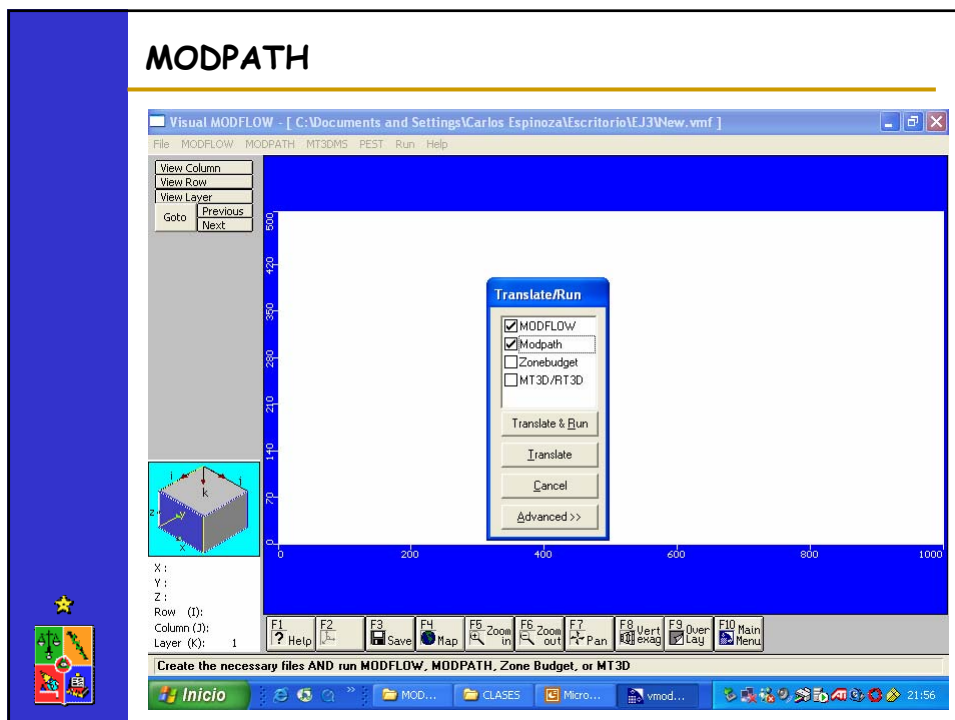 MODPATH
Visual MODFLOW - [ C:\Documents and Settings\Carlos Espinoza\Escritorio\EJ3\New.vmf ]
File MODFLOW MODPATH MT3DMS PEST Run Help
View Column
View Row
View Layer
Goto Previous
Next
500
420
350
280
210
140
70
0
0 200 400 600 800 1000
Translate/Run
MODFLOW
Modpath
Zonebudget
MT3D/RT3D
Translate & Run
Translate
Cancel
Advanced >>
i j
k
z y
x
X :
Y :
Z :
Row (I):
Column (J):
Layer (K): 1
F1 ? Help F2 F3 Save F4 Map F5 Zoom in F6 Zoom out F7 Pan F8 Vert exag F9 Over Lay F10 Main Menu
Create the necessary files AND run MODFLOW, MODPATH, Zone Budget, or MT3D
Inicio » MOD... CLASES Micro... vmod... 21:56